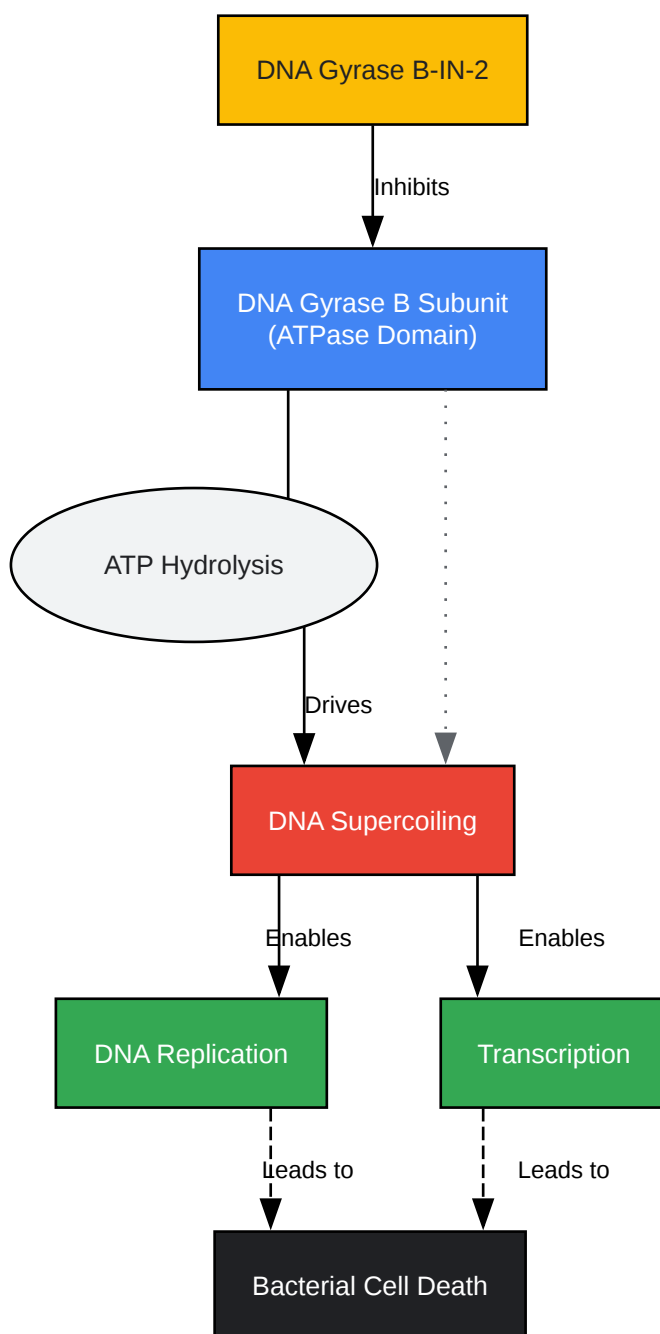 DNA Gyrase B-IN-2
Inhibits
DNA Gyrase B Subunit
(ATPase Domain)
ATP Hydrolysis
Drives
DNA Supercoiling
Enables
Enables
DNA Replication
Transcription
Leads to
Leads to
Bacterial Cell Death